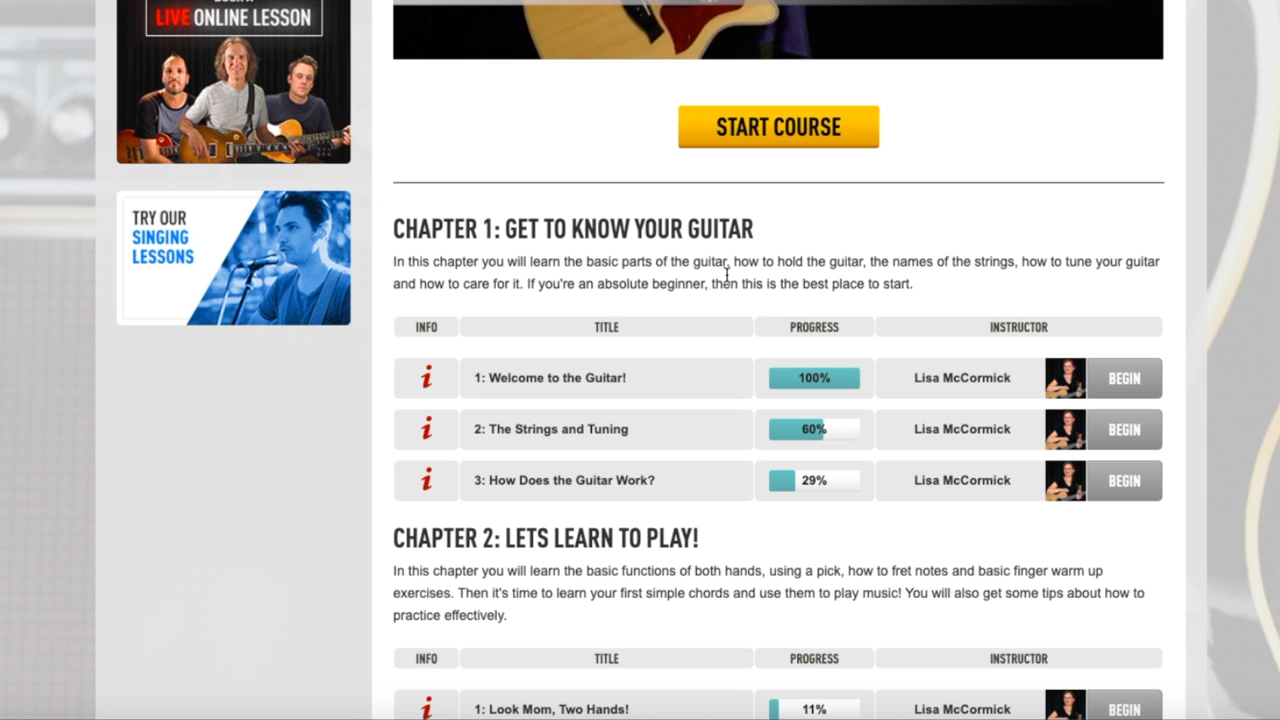 LIVE ONLINE LESSON
TRY OUR
SINGING
LESSONS
START COURSE
CHAPTER 1: GET TO KNOW YOUR GUITAR
In this chapter you will learn the basic parts of the guitar, how to hold the guitar, the names of the strings, how to tune your guitar
and how to care for it. If you're an absolute beginner, then this is the best place to start.
INFO TITLE PROGRESS INSTRUCTOR
i 1: Welcome to the Guitar! 100% Lisa McCormick BEGIN
i 2: The Strings and Tuning 60% Lisa McCormick BEGIN
i 3: How Does the Guitar Work? 29% Lisa McCormick BEGIN
CHAPTER 2: LETS LEARN TO PLAY!
In this chapter you will learn the basic functions of both hands, using a pick, how to fret notes and basic finger warm up
exercises. Then it's time to learn your first simple chords and use them to play music! You will also get some tips about how to
practice effectively.
INFO TITLE PROGRESS INSTRUCTOR
i 1: Look Mom, Two Hands! 11% Lisa McCormick BEGIN